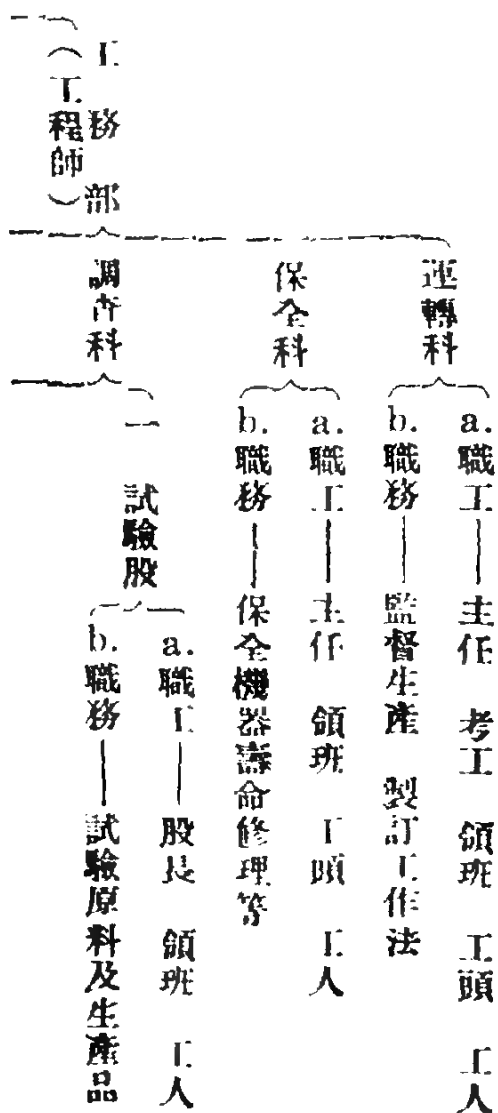 工務部
（工程師）
運轉科
a.職工——主任 考工 領班 工頭 工人
b.職務——監督生產 製訂工作法
保全科
a.職工——主任 領班 工頭 工人
b.職務——保全機器壽命修理等
調查科
一 試驗股
a.職工——股長 領班 工人
b.職務——試驗原料及生產品